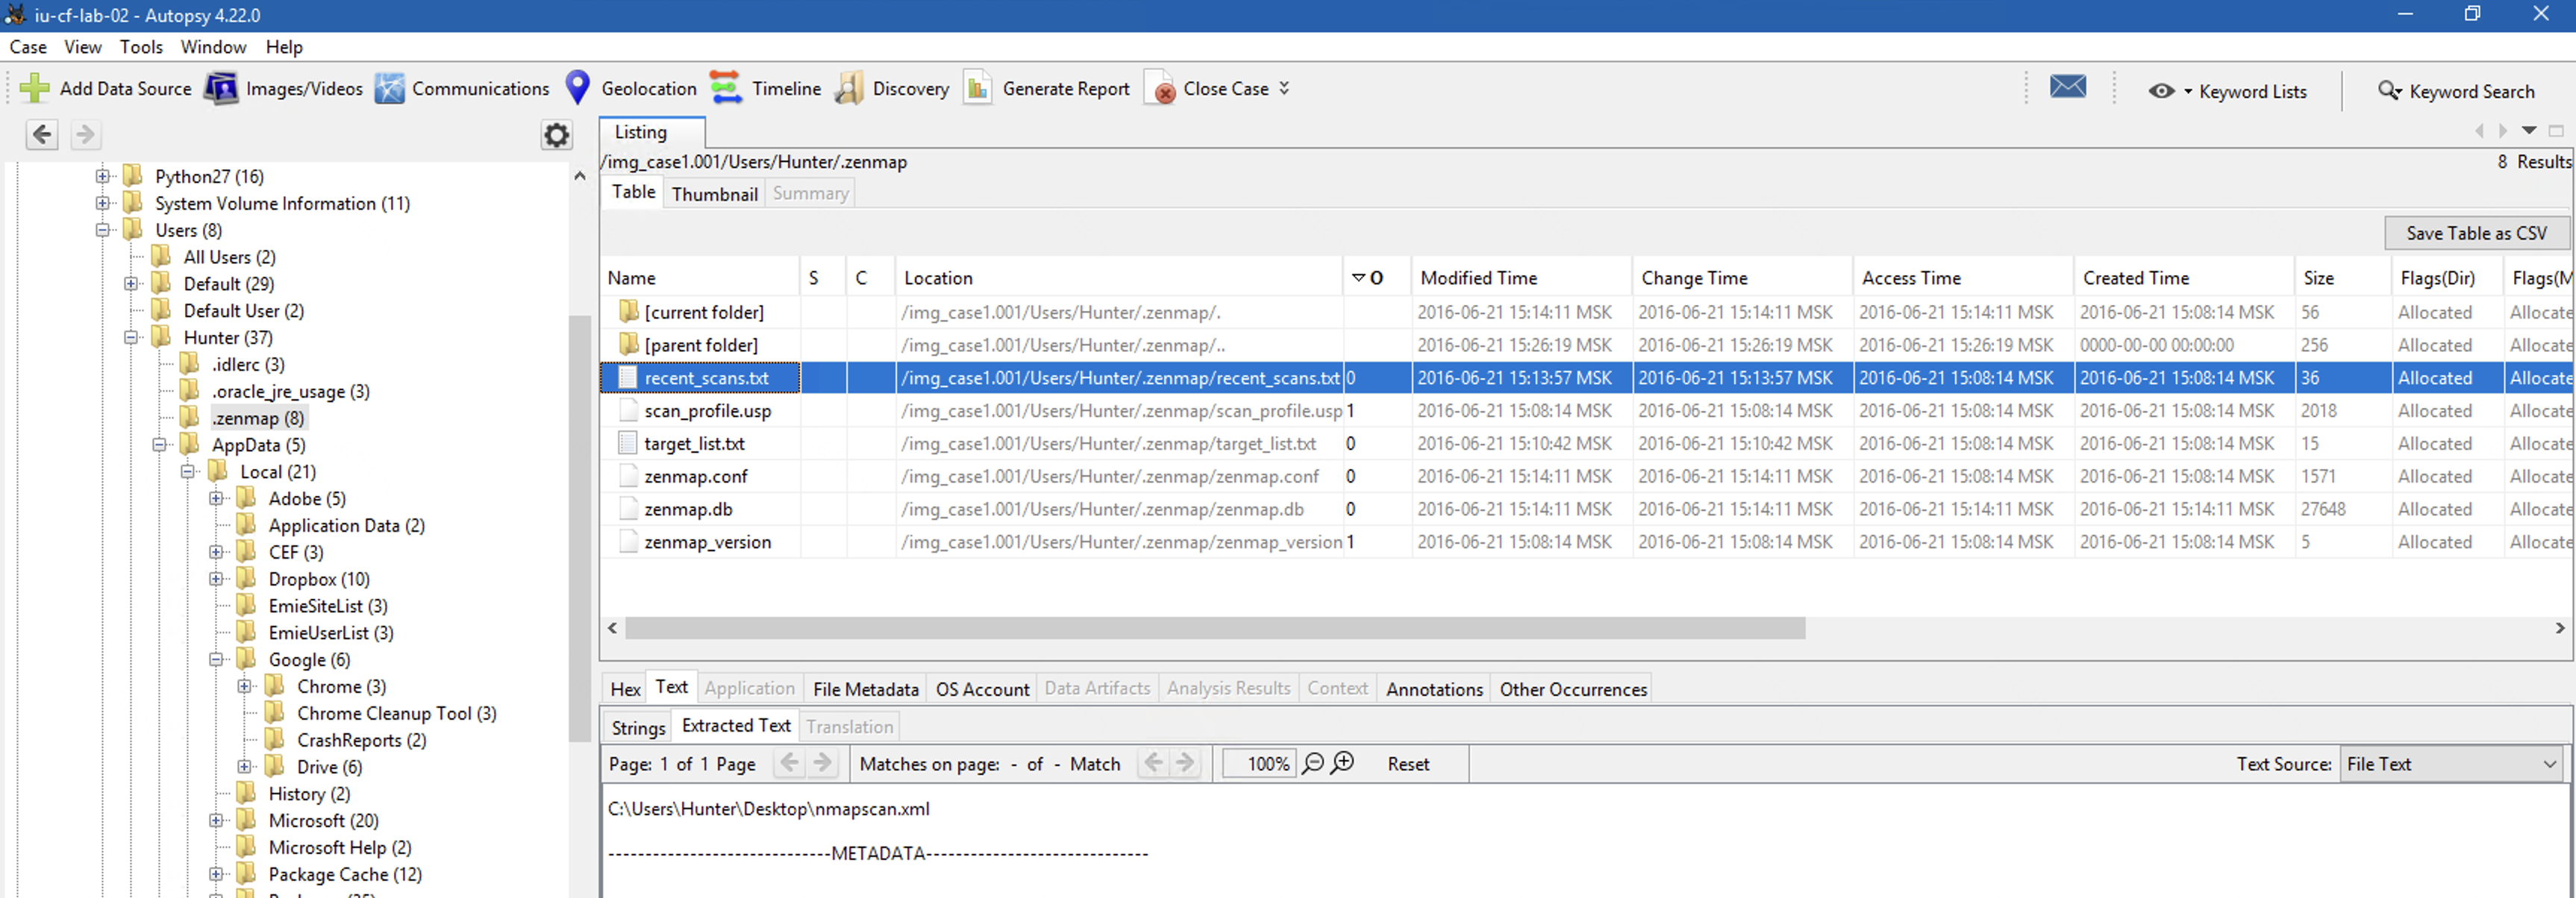 iu-cf-lab-02 - Autopsy 4.22.0
Case View Tools Window Help
Add Data Source Images/Videos Communications Geolocation Timeline Discovery Generate Report Close Case Keyword Lists Keyword Search
Python27 (16)
System Volume Information (11)
Users (8)
All Users (2)
Default (29)
Default User (2)
Hunter (37)
.idlerc (3)
.oracle_jre_usage (3)
.zenmap (8)
AppData (5)
Local (21)
Adobe (5)
Application Data (2)
CEF (3)
Dropbox (10)
EmieSiteList (3)
EmieUserList (3)
Google (6)
Chrome (3)
Chrome Cleanup Tool (3)
CrashReports (2)
Drive (6)
History (2)
Microsoft (20)
Microsoft Help (2)
Package Cache (12)
Listing
/img_case1.001/Users/Hunter/.zenmap 8 Results
Table Thumbnail Summary
Save Table as CSV
Name S C Location O Modified Time Change Time Access Time Created Time Size Flags(Dir) Flags(M
[current folder] /img_case1.001/Users/Hunter/.zenmap/. 2016-06-21 15:14:11 MSK 2016-06-21 15:14:11 MSK 2016-06-21 15:14:11 MSK 2016-06-21 15:08:14 MSK 56 Allocated Allocate
[parent folder] /img_case1.001/Users/Hunter/.zenmap/.. 2016-06-21 15:26:19 MSK 2016-06-21 15:26:19 MSK 2016-06-21 15:26:19 MSK 0000-00-00 00:00:00 256 Allocated Allocate
recent_scans.txt /img_case1.001/Users/Hunter/.zenmap/recent_scans.txt 0 2016-06-21 15:13:57 MSK 2016-06-21 15:13:57 MSK 2016-06-21 15:08:14 MSK 2016-06-21 15:08:14 MSK 36 Allocated Allocate
scan_profile.usp /img_case1.001/Users/Hunter/.zenmap/scan_profile.usp 1 2016-06-21 15:08:14 MSK 2016-06-21 15:08:14 MSK 2016-06-21 15:08:14 MSK 2016-06-21 15:08:14 MSK 2018 Allocated Allocate
target_list.txt /img_case1.001/Users/Hunter/.zenmap/target_list.txt 0 2016-06-21 15:10:42 MSK 2016-06-21 15:10:42 MSK 2016-06-21 15:08:14 MSK 2016-06-21 15:08:14 MSK 15 Allocated Allocate
zenmap.conf /img_case1.001/Users/Hunter/.zenmap/zenmap.conf 0 2016-06-21 15:14:11 MSK 2016-06-21 15:14:11 MSK 2016-06-21 15:08:14 MSK 2016-06-21 15:08:14 MSK 1571 Allocated Allocate
zenmap.db /img_case1.001/Users/Hunter/.zenmap/zenmap.db 0 2016-06-21 15:14:11 MSK 2016-06-21 15:14:11 MSK 2016-06-21 15:14:11 MSK 2016-06-21 15:14:11 MSK 27648 Allocated Allocate
zenmap_version /img_case1.001/Users/Hunter/.zenmap/zenmap_version 1 2016-06-21 15:08:14 MSK 2016-06-21 15:08:14 MSK 2016-06-21 15:08:14 MSK 2016-06-21 15:08:14 MSK 5 Allocated Allocate
Hex Text Application File Metadata OS Account Data Artifacts Analysis Results Context Annotations Other Occurrences
Strings Extracted Text Translation
Page: 1 of 1 Page Matches on page: - of - Match 100% Reset Text Source: File Text
C:\Users\Hunter\Desktop\nmapscan.xml
------------------------------METADATA------------------------------